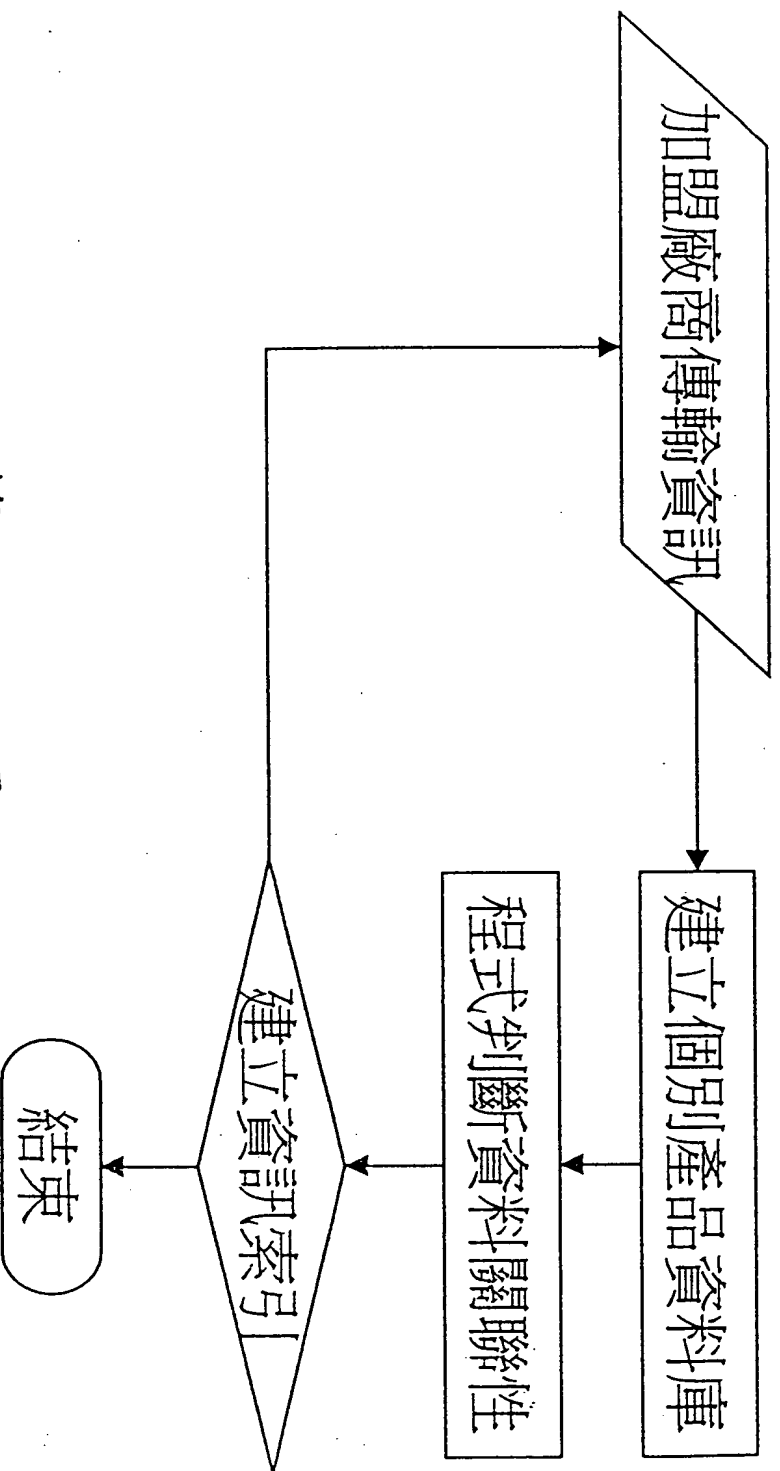 加盟廠商傳輸資訊
建立個別產品資料庫
程式判斷資料關聯性
建立資訊索引
結束